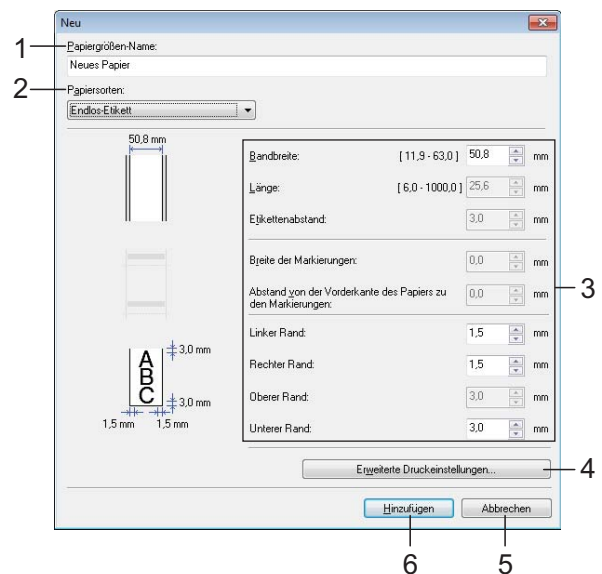 Neu
1
Papiergrößen-Name:
Neues Papier
2
Papiersorten:
Endlos-Etikett
50,8 mm
Bandbreite: [ 11,9 - 63,0 ] 50,8 mm
Länge: [ 6,0 - 1000,0 ] 25,6 mm
Etikettenabstand: 3,0 mm
Breite der Markierungen: 0,0 mm
Abstand von der Vorderkante des Papiers zu
den Markierungen: 0,0 mm
3
Linker Rand: 1,5 mm
Rechter Rand: 1,5 mm
Oberer Rand: 3,0 mm
Unterer Rand: 3,0 mm
A
B
C
3,0 mm
3,0 mm
1,5 mm 1,5 mm
Erweiterte Druckeinstellungen...
4
Hinzufügen Abbrechen
6 5